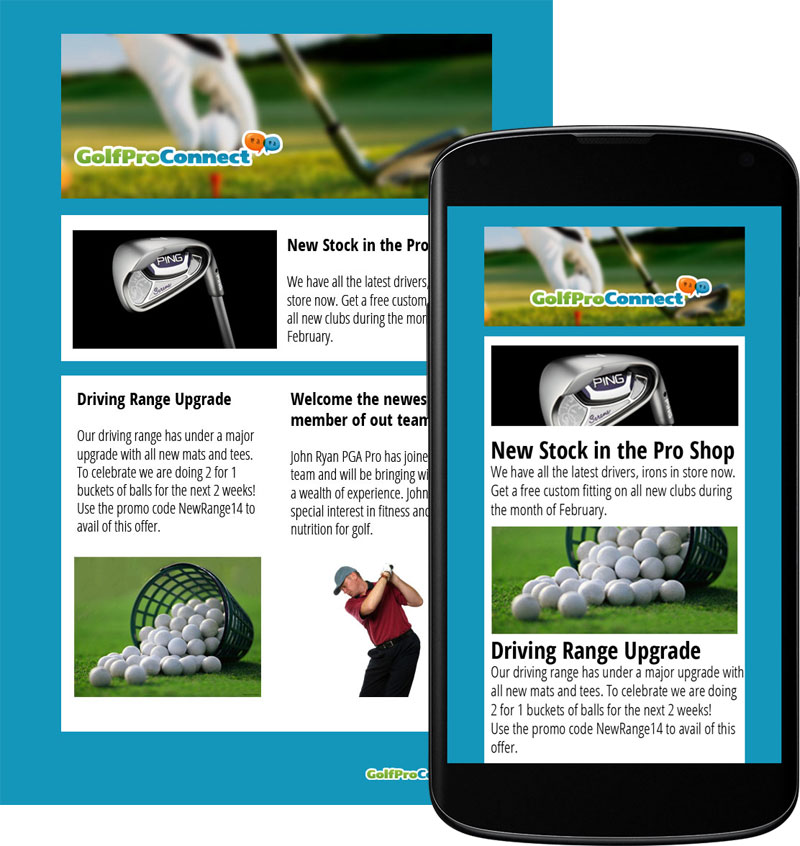 GolfProConnect
PING
New Stock in the Pro
We have all the latest drivers,
store now. Get a free custom
all new clubs during the mon
February.
Driving Range Upgrade
Our driving range has under a major
upgrade with all new mats and tees.
To celebrate we are doing 2 for 1
buckets of balls for the next 2 weeks!
Use the promo code NewRange14 to
avail of this offer.
Welcome the newes
member of out team
John Ryan PGA Pro has joine
team and will be bringing wi
a wealth of experience. John
special interest in fitness and
nutrition for golf.
GolfProCo
GolfProConnect
PING
New Stock in the Pro Shop
We have all the latest drivers, irons in store now.
Get a free custom fitting on all new clubs during
the month of February.
Driving Range Upgrade
Our driving range has under a major upgrade with
all new mats and tees. To celebrate we are doing
2 for 1 buckets of balls for the next 2 weeks!
Use the promo code NewRange14 to avail of this
offer.